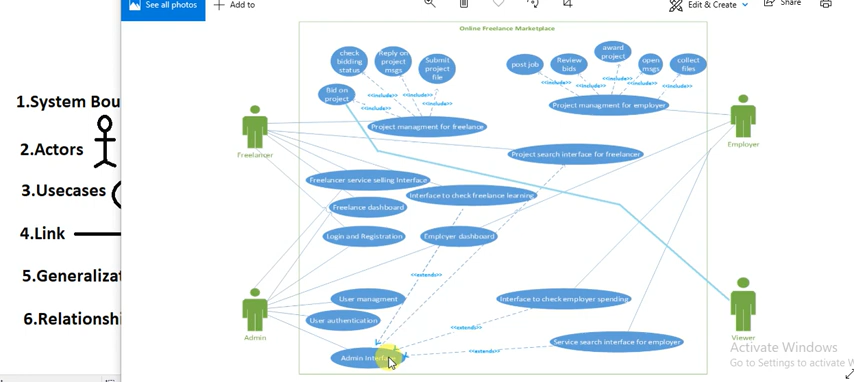 See all photos
Add to
Edit & Create
Share
Online Freelance Marketplace
check bidding status
Reply on project msgs
Submit project file
Bid on project
<<include>>
<<include>>
<<include>>
<<include>>
Project managment for freelance
post job
Review bids
award project
open msgs
collect files
<<include>>
<<include>>
<<include>>
<<include>>
<<include>>
Project managment for employer
1.System Bou
2.Actors
3.Usecases
4.Link
5.Generalizat
6.Relationshi
Freelancer
Employer
Project search interface for freelancer
Freelancer service selling Interface
Interface to check freelance learning
Freelance dashboard
Login and Registration
Employer dashboard
<<extends>>
User managment
Interface to check employer spending
User authentication
<<extends>>
Admin
Viewer
Service search interface for employer
<<extends>>
Admin Interface
Activate Windows
Go to Settings to activate W